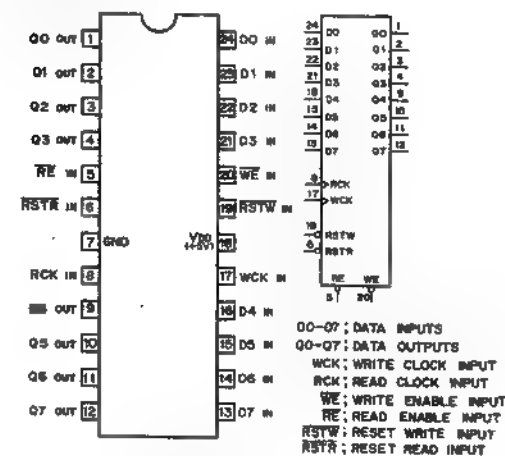 Q0 OUT 1 24 D0 IN
Q1 OUT 2 23 D1 IN
Q2 OUT 3 22 D2 IN
Q3 OUT 4 21 D3 IN
RE IN 5 20 WE IN
RSTR IN 6 19 RSTW IN
7 GND VDD (+5V) 18
RCK IN 8 17 WCK IN
OUT 9 16 D4 IN
Q5 OUT 10 15 D5 IN
Q6 OUT 11 14 D6 IN
Q7 OUT 12 13 D7 IN
24 D0 Q0 1
23 D1 Q1 2
22 D2 Q2 3
21 D3 Q3 4
D4 Q4 9
15 D5 Q5 10
14 D6 Q6 11
13 D7 Q7 12
8 RCK
17 WCK
19 RSTW
6 RSTR
RE WE
5 20
D0-D7; DATA INPUTS
Q0-Q7; DATA OUTPUTS
WCK; WRITE CLOCK INPUT
RCK; READ CLOCK INPUT
WE; WRITE ENABLE INPUT
RE; READ ENABLE INPUT
RSTW; RESET WRITE INPUT
RSTR; RESET READ INPUT